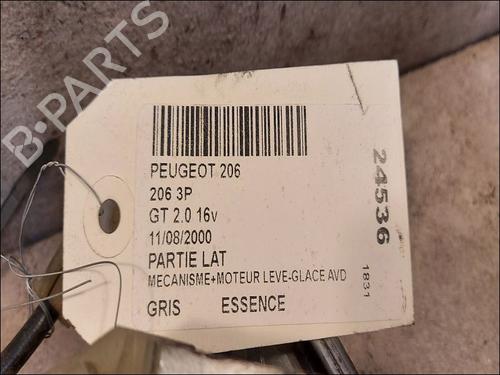 B-PARTS
PEUGEOT 206
206 3P
GT 2.0 16v
11/08/2000
PARTIE LAT
MECANISME+MOTEUR LEVE-GLACE AVD
GRIS ESSENCE
24536
1831